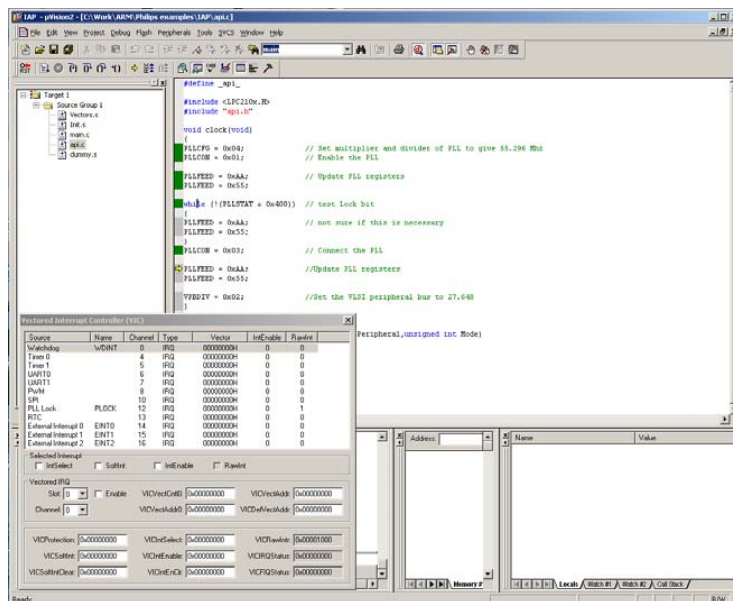 IAP - µVision2 - [C:\Work\ARM\Philips examples\IAP\api.c]
File Edit View Project Debug Flash Peripherals Tools SVCS Window Help
main
Target 1
Source Group 1
Vectors.s
Init.s
main.c
api.c
dummy.s
#define _api_
#include <LPC210x.H>
#include "api.h"
void clock(void)
{
PLLCFG = 0x04; // Set multiplier and divider of PLL to give 55.296 Mhz
PLLCON = 0x01; // Enable the PLL
PLLFEED = 0xAA; // Update PLL registers
PLLFEED = 0x55;
while (!(PLLSTAT & 0x400)) // test Lock bit
{
PLLFEED = 0xAA; // not sure if this is necessary
PLLFEED = 0x55;
}
PLLCON = 0x03; // Connect the PLL
PLLFEED = 0xAA; //Update PLL registers
PLLFEED = 0x55;
VPBDIV = 0x02; //Set the VLSI peripheral bus to 27.648
}
Peripheral,unsigned int Mode)
Vectored Interrupt Controller (VIC)
Source Name Channel Type Vector IntEnable RawInt
Watchdog WDINT 0 IRQ 00000000H 0 0
Timer 0 4 IRQ 00000000H 0 0
Timer 1 5 IRQ 00000000H 0 0
UART0 6 IRQ 00000000H 0 0
UART1 7 IRQ 00000000H 0 0
PWM 8 IRQ 00000000H 0 0
SPI 10 IRQ 00000000H 0 0
PLL Lock PLOCK 12 IRQ 00000000H 0 1
RTC 13 IRQ 00000000H 0 0
External Interrupt 0 EINT0 14 IRQ 00000000H 0 0
External Interrupt 1 EINT1 15 IRQ 00000000H 0 0
External Interrupt 2 EINT2 16 IRQ 00000000H 0 0
Selected Interrupt
IntSelect SoftInt IntEnable RawInt
Vectored IRQ
Slot: 0 Enable VICVectCntl0: 0x00000000 VICVectAddr: 0x00000000
Channel: 0 VICVectAddr0: 0x00000000 VICDefVectAddr: 0x00000000
VICProtection: 0x00000000 VICIntSelect: 0x00000000 VICRawIntr: 0x00001000
VICSoftInt: 0x00000000 VICIntEnable: 0x00000000 VICIRQStatus: 0x00000000
VICSoftIntClear: 0x00000000 VICIntEnClr: 0x00000000 VICFIQStatus: 0x00000000
Address:
Memory #
Name Value
Locals Watch #1 Watch #2 Call Stack
Ready
R/W